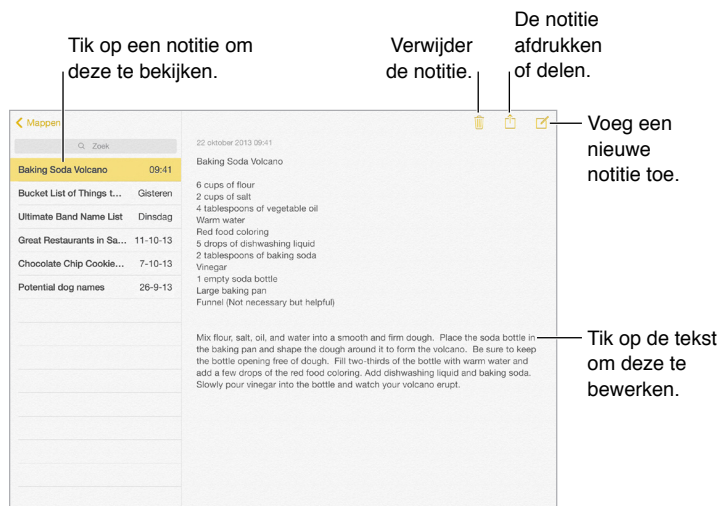 De notitie
afdrukken
of delen.
Tik op een notitie om
deze te bekijken.
Verwijder
de notitie.
Mappen
Zoek
Baking Soda Volcano 09:41
Bucket List of Things t... Gisteren
Ultimate Band Name List Dinsdag
Great Restaurants in Sa... 11-10-13
Chocolate Chip Cookie... 7-10-13
Potential dog names 26-9-13
22 oktober 2013 09:41
Baking Soda Volcano
6 cups of flour
2 cups of salt
4 tablespoons of vegetable oil
Warm water
Red food coloring
5 drops of dishwashing liquid
2 tablespoons of baking soda
Vinegar
1 empty soda bottle
Large baking pan
Funnel (Not necessary but helpful)
Mix flour, salt, oil, and water into a smooth and firm dough.  Place the soda bottle in
the baking pan and shape the dough around it to form the volcano.  Be sure to keep
the bottle opening free of dough.  Fill two-thirds of the bottle with warm water and
add a few drops of the red food coloring. Add dishwashing liquid and baking soda.
Slowly pour vinegar into the bottle and watch your volcano erupt.
Voeg een
nieuwe
notitie toe.
Tik op de tekst
om deze te
bewerken.